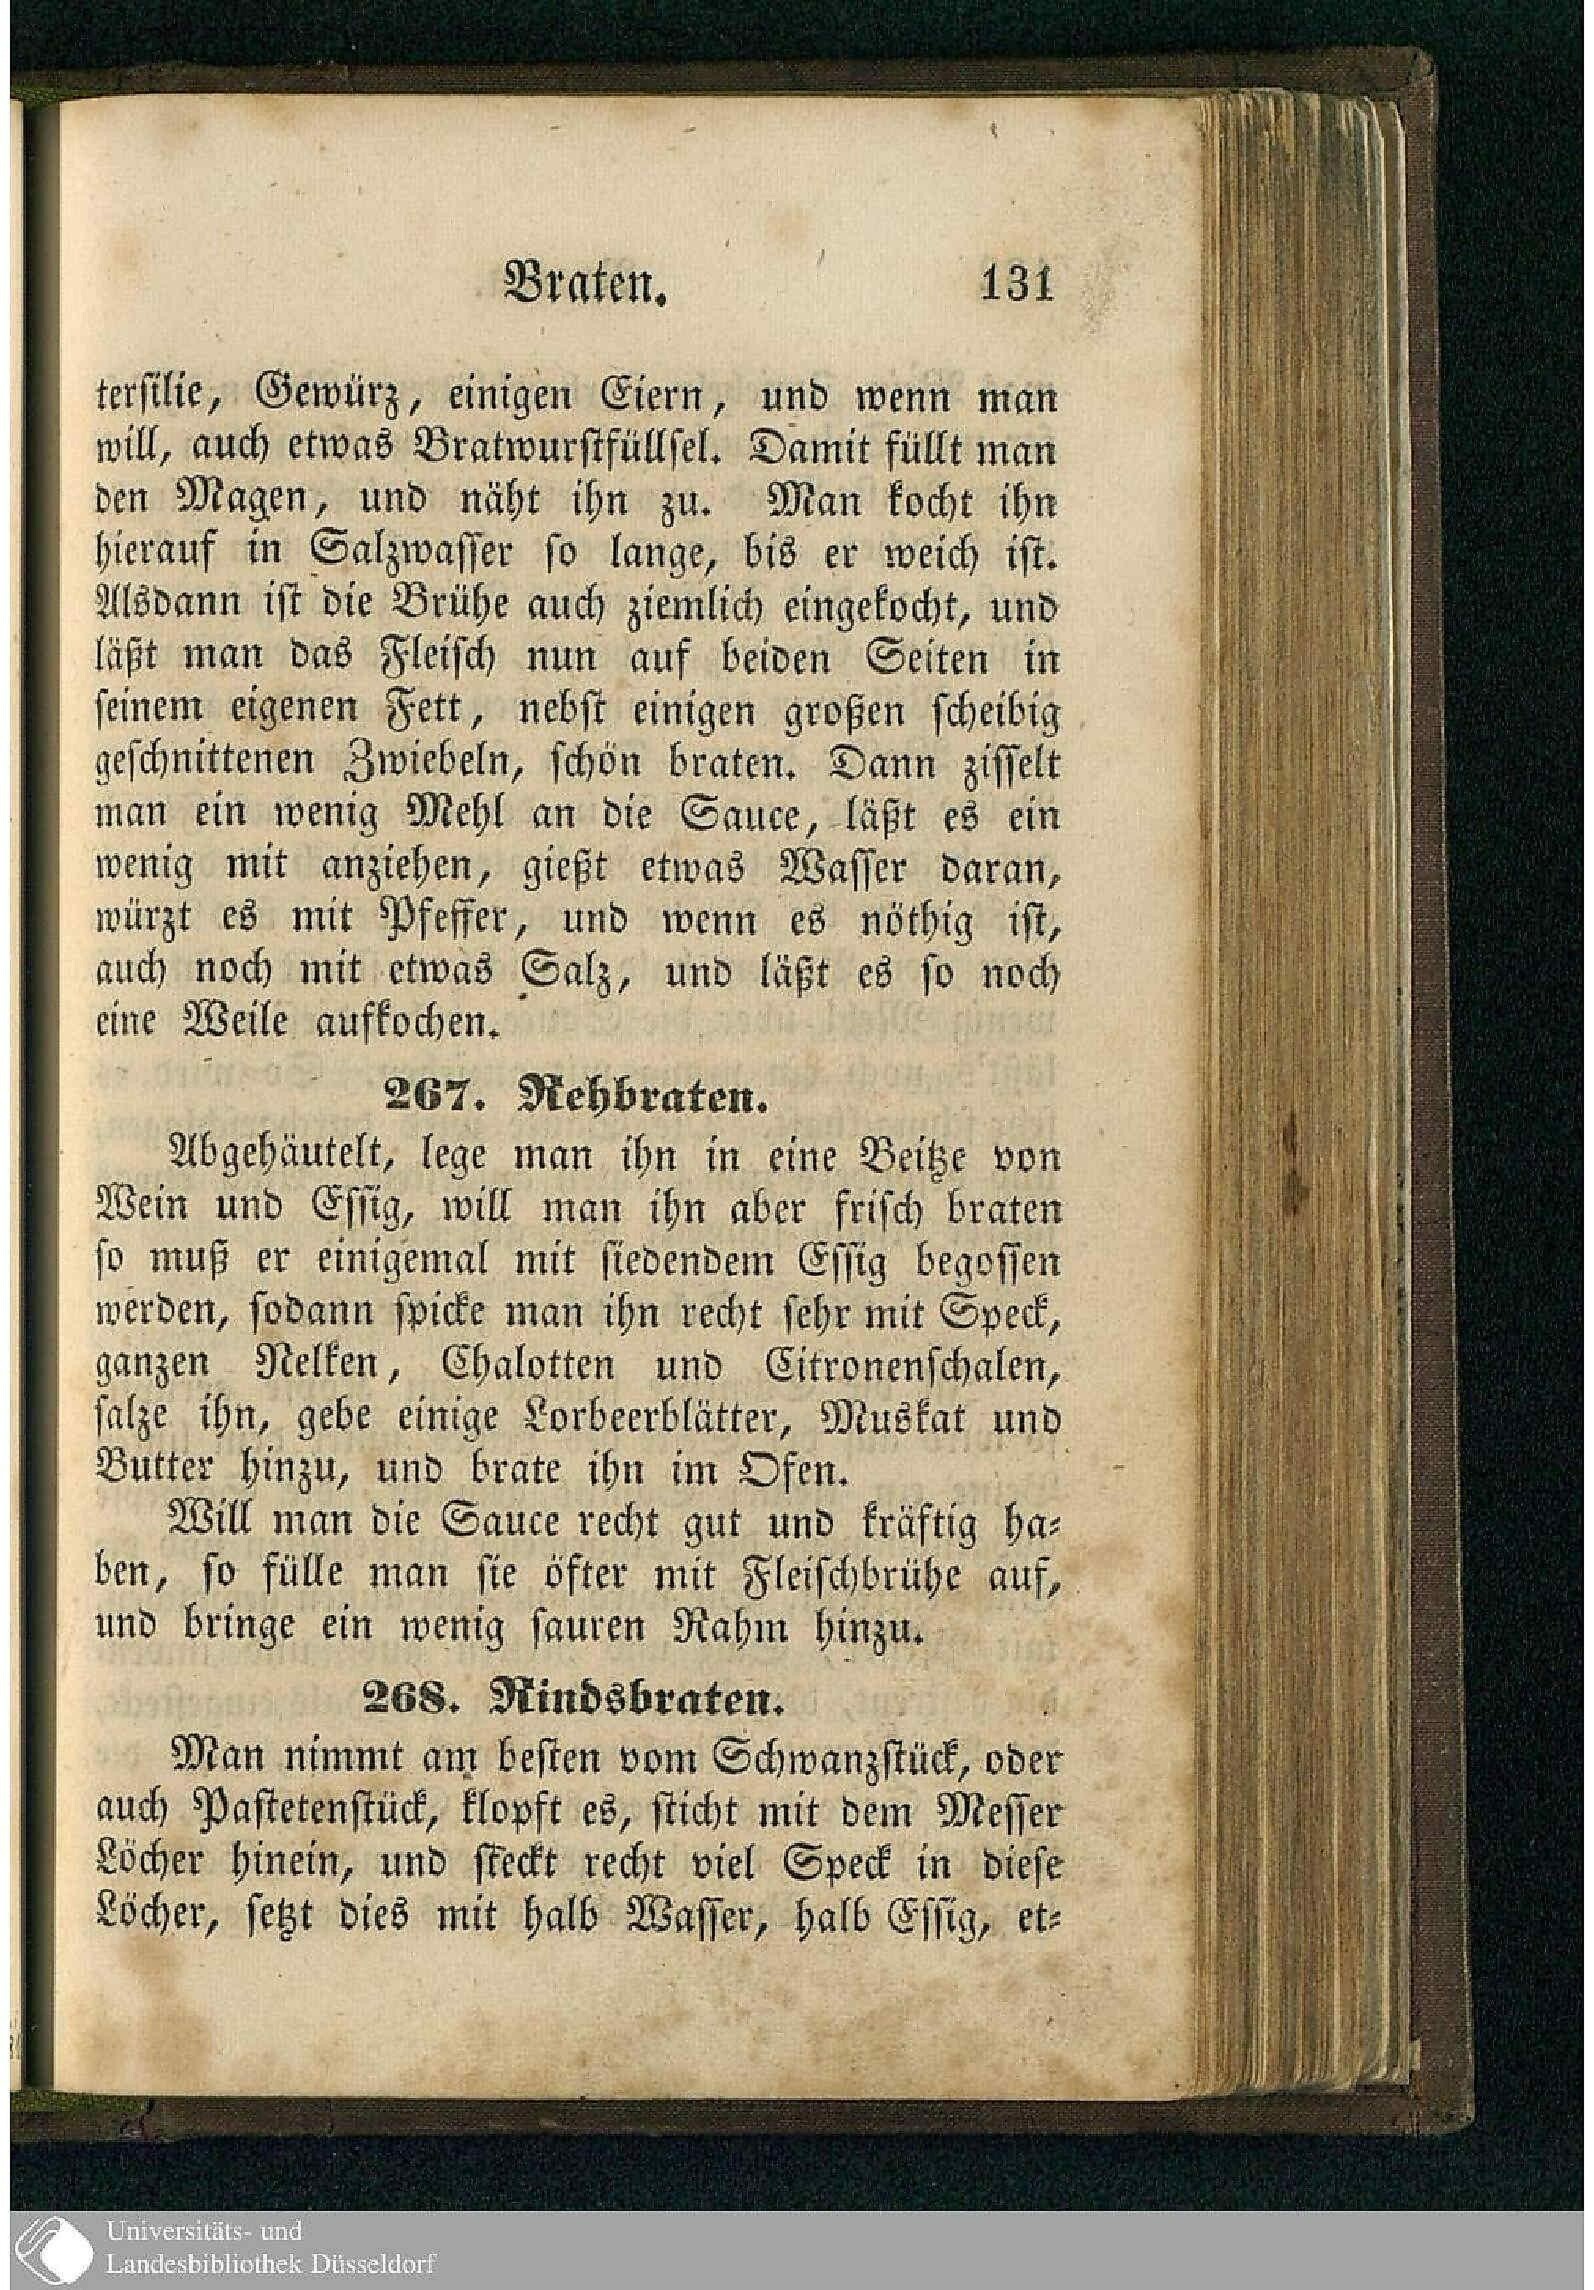 Braten. 131
tersilie, Gewürz, einigen Eiern, und wenn man
will, auch etwas Bratwurstfüllsel. Damit füllt man
den Magen, und näht ihn zu. Man kocht ihn
hierauf in Salzwasser so lange, bis er weich ist.
Alsdann ist die Brühe auch ziemlich eingekocht, und
läßt man das Fleisch nun auf beiden Seiten in
seinem eigenen Fett, nebst einigen großen scheibig
geschnittenen Zwiebeln, schön braten. Dann zisselt
man ein wenig Mehl an die Sauce, läßt es ein
wenig mit anziehen, gießt etwas Wasser daran,
würzt es mit Pfeffer, und wenn es nöthig ist,
auch noch mit etwas Salz, und läßt es so noch
eine Weile aufkochen.
267. Rehbraten.
Abgehäutelt, lege man ihn in eine Beitze von
Wein und Essig, will man ihn aber frisch braten
so muß er einigemal mit siedendem Essig begossen
werden, sodann spicke man ihn recht sehr mit Speck,
ganzen Nelken, Chalotten und Citronenschalen,
salze ihn, gebe einige Lorbeerblätter, Muskat und
Butter hinzu, und brate ihn im Ofen.
Will man die Sauce recht gut und kräftig ha-
ben, so fülle man sie öfter mit Fleischbrühe auf,
und bringe ein wenig sauren Rahm hinzu.
268. Rindsbraten.
Man nimmt am besten vom Schwanzstück, oder
auch Pastetenstück, klopft es, sticht mit dem Messer
Löcher hinein, und steckt recht viel Speck in diese
Löcher, setzt dies mit halb Wasser, halb Essig, et-
Universitäts- und
Landesbibliothek Düsseldorf